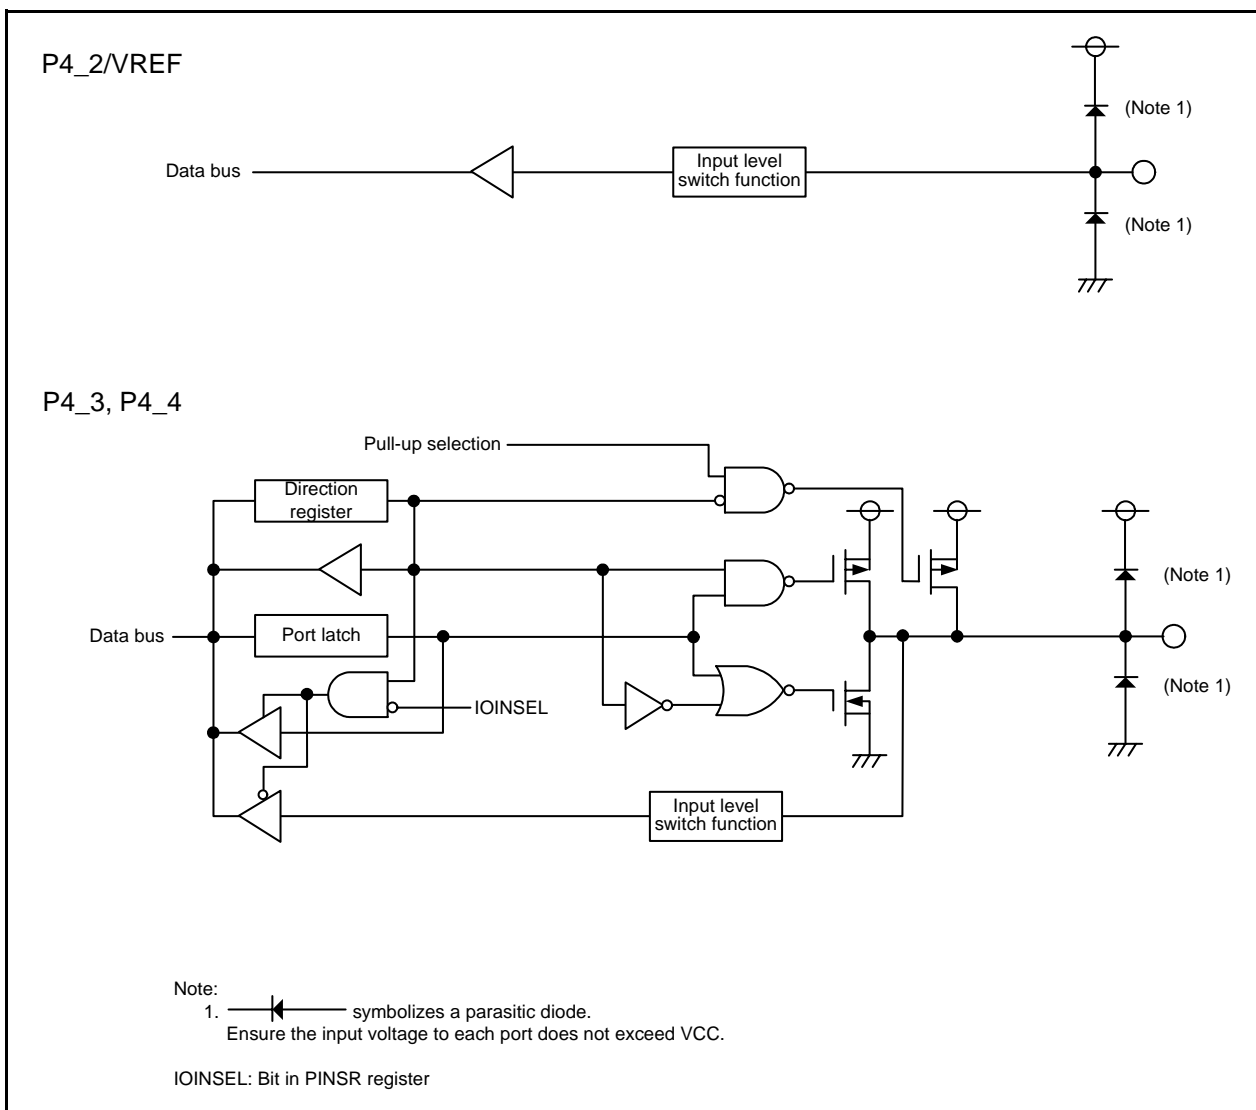 P4_2/VREF
(Note 1)
Data bus
Input level
switch function
(Note 1)
P4_3, P4_4
Pull-up selection
Direction
register
(Note 1)
Data bus
Port latch
(Note 1)
IOINSEL
Input level
switch function
Note:
1. symbolizes a parasitic diode.
Ensure the input voltage to each port does not exceed VCC.
IOINSEL: Bit in PINSR register